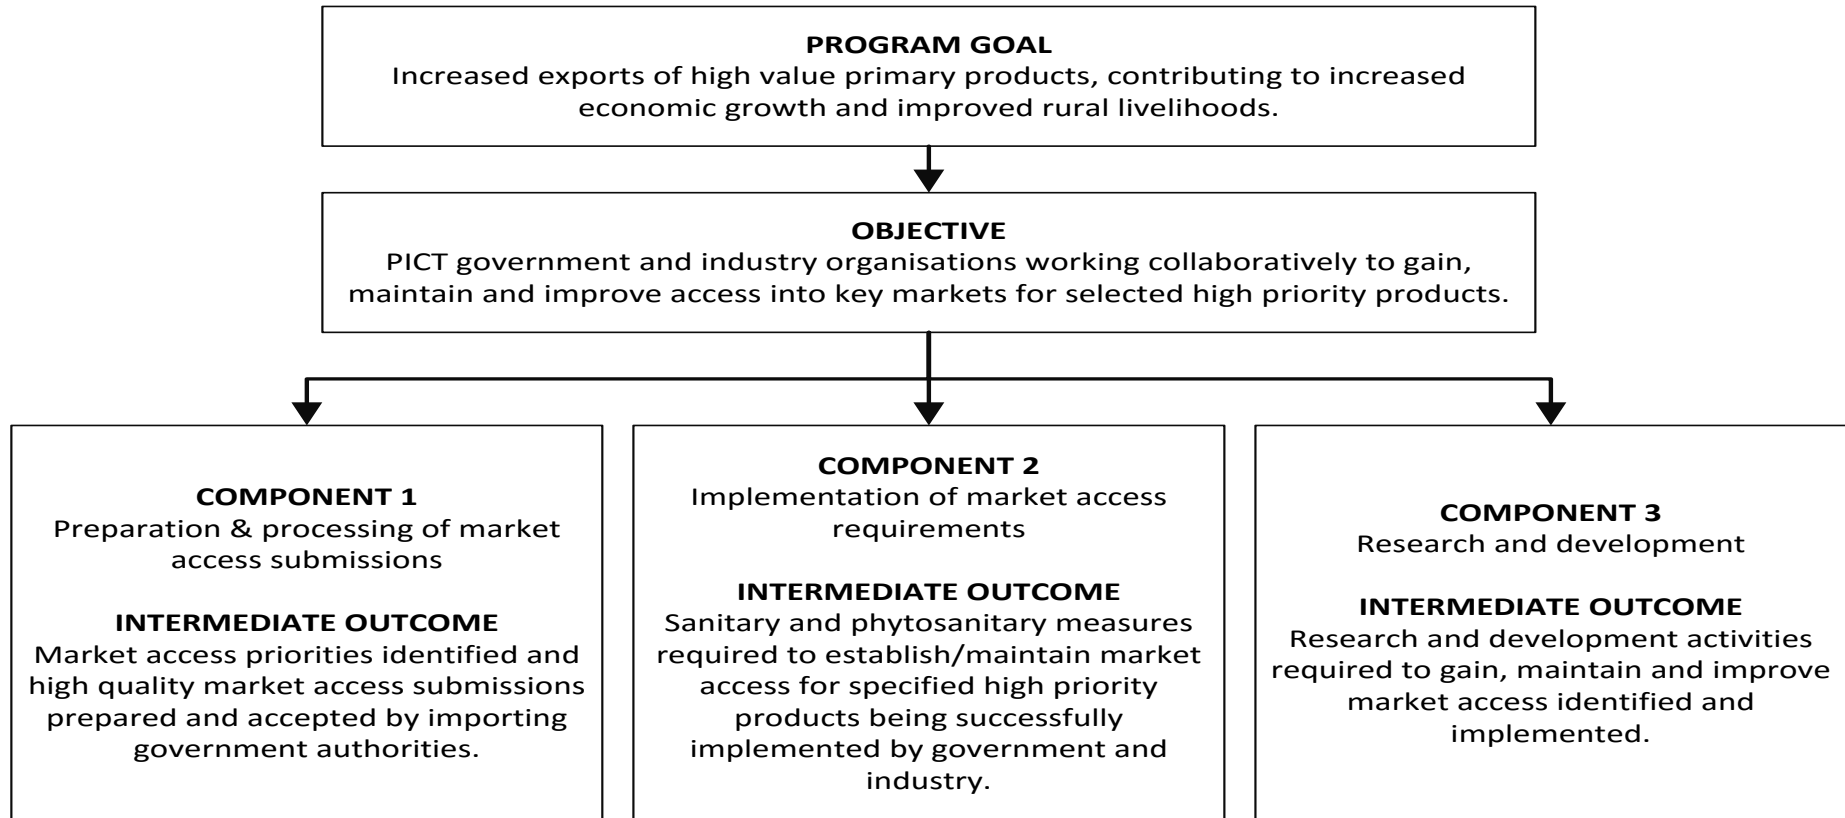 PROGRAM GOAL
Increased exports of high value primary products, contributing to increased
economic growth and improved rural livelihoods.
OBJECTIVE
PICT government and industry organisations working collaboratively to gain,
maintain and improve access into key markets for selected high priority products.
COMPONENT 1
Preparation & processing of market
access submissions
INTERMEDIATE OUTCOME
Market access priorities identified and
high quality market access submissions
prepared and accepted by importing
government authorities.
COMPONENT 2
Implementation of market access
requirements
INTERMEDIATE OUTCOME
Sanitary and phytosanitary measures
required to establish/maintain market
access for specified high priority
products being successfully
implemented by government and
industry.
COMPONENT 3
Research and development
INTERMEDIATE OUTCOME
Research and development activities
required to gain, maintain and improve
market access identified and
implemented.